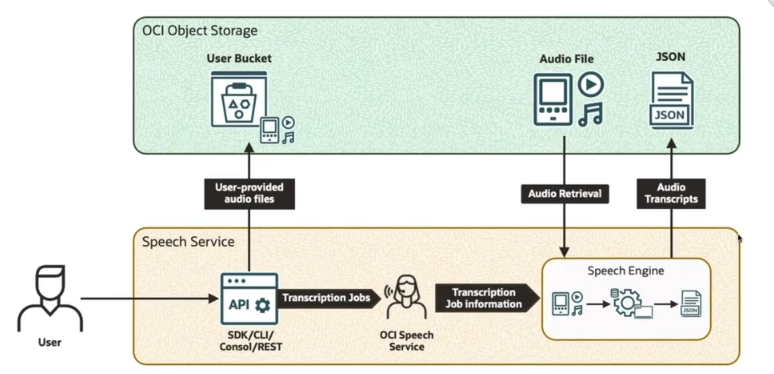 OCI Object Storage
User Bucket
Audio File
JSON
JSON
User-provided
audio files
Audio Retrieval
Audio
Transcripts
Speech Service
Speech Engine
API
Transcription Jobs
Transcription
Job information
JSON
User
SDK/CLI/
Consol/REST
OCI Speech
Service